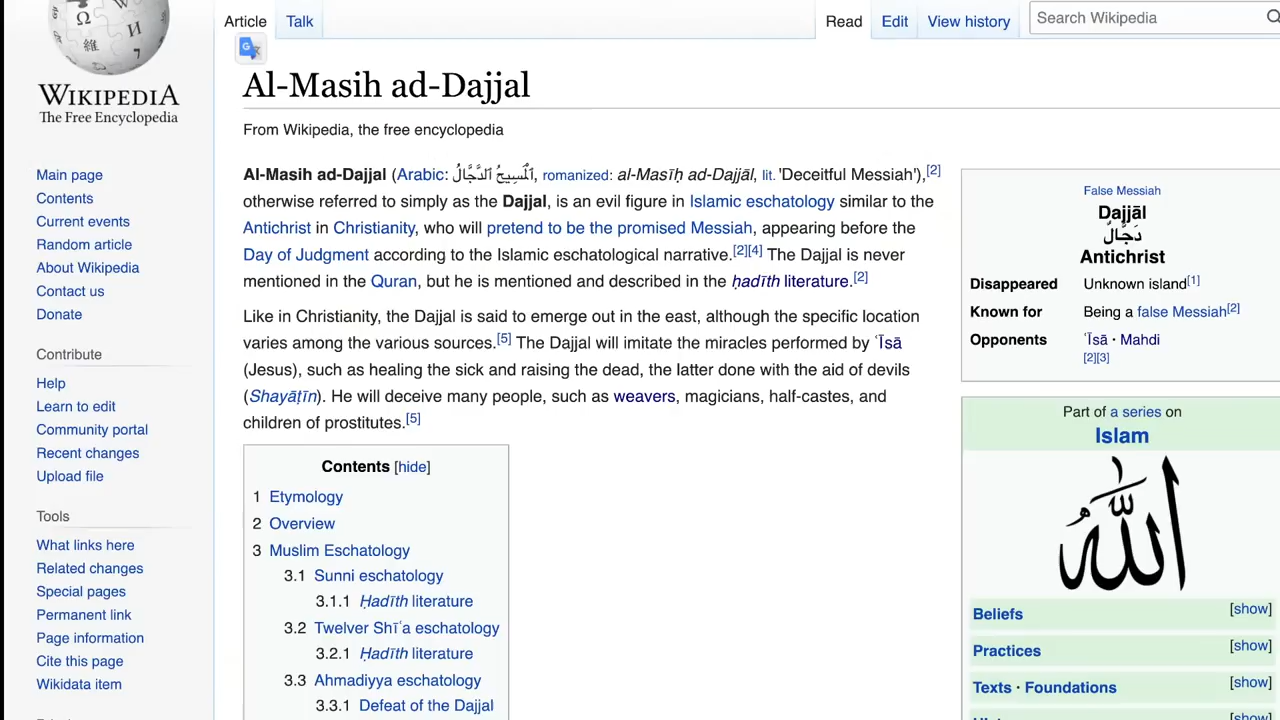 Article
Talk
Read
Edit
View history
Search Wikipedia
WIKIPEDIA
The Free Encyclopedia
Main page
Contents
Current events
Random article
About Wikipedia
Contact us
Donate
Contribute
Help
Learn to edit
Community portal
Recent changes
Upload file
Tools
What links here
Related changes
Special pages
Permanent link
Page information
Cite this page
Wikidata item
Al-Masih ad-Dajjal
From Wikipedia, the free encyclopedia
Al-Masih ad-Dajjal (Arabic: ٱلْمَسِيحُ ٱلدَّجَّالُ, romanized: al-Masīḥ ad-Dajjāl, lit. 'Deceitful Messiah'),[2]
otherwise referred to simply as the Dajjal, is an evil figure in Islamic eschatology similar to the
Antichrist in Christianity, who will pretend to be the promised Messiah, appearing before the
Day of Judgment according to the Islamic eschatological narrative.[2][4] The Dajjal is never
mentioned in the Quran, but he is mentioned and described in the ḥadīth literature.[2]
Like in Christianity, the Dajjal is said to emerge out in the east, although the specific location
varies among the various sources.[5] The Dajjal will imitate the miracles performed by ʿĪsā
(Jesus), such as healing the sick and raising the dead, the latter done with the aid of devils
(Shayāṭīn). He will deceive many people, such as weavers, magicians, half-castes, and
children of prostitutes.[5]
Contents [hide]
1 Etymology
2 Overview
3 Muslim Eschatology
3.1 Sunni eschatology
3.1.1 Ḥadīth literature
3.2 Twelver Shīʿa eschatology
3.2.1 Ḥadīth literature
3.3 Ahmadiyya eschatology
3.3.1 Defeat of the Dajjal
False Messiah
Dajjāl
دَجَّالٌ
Antichrist
Disappeared Unknown island[1]
Known for Being a false Messiah[2]
Opponents ʿĪsā · Mahdi
[2][3]
Part of a series on
Islam
الله
Beliefs [show]
Practices [show]
Texts · Foundations [show]
[show]